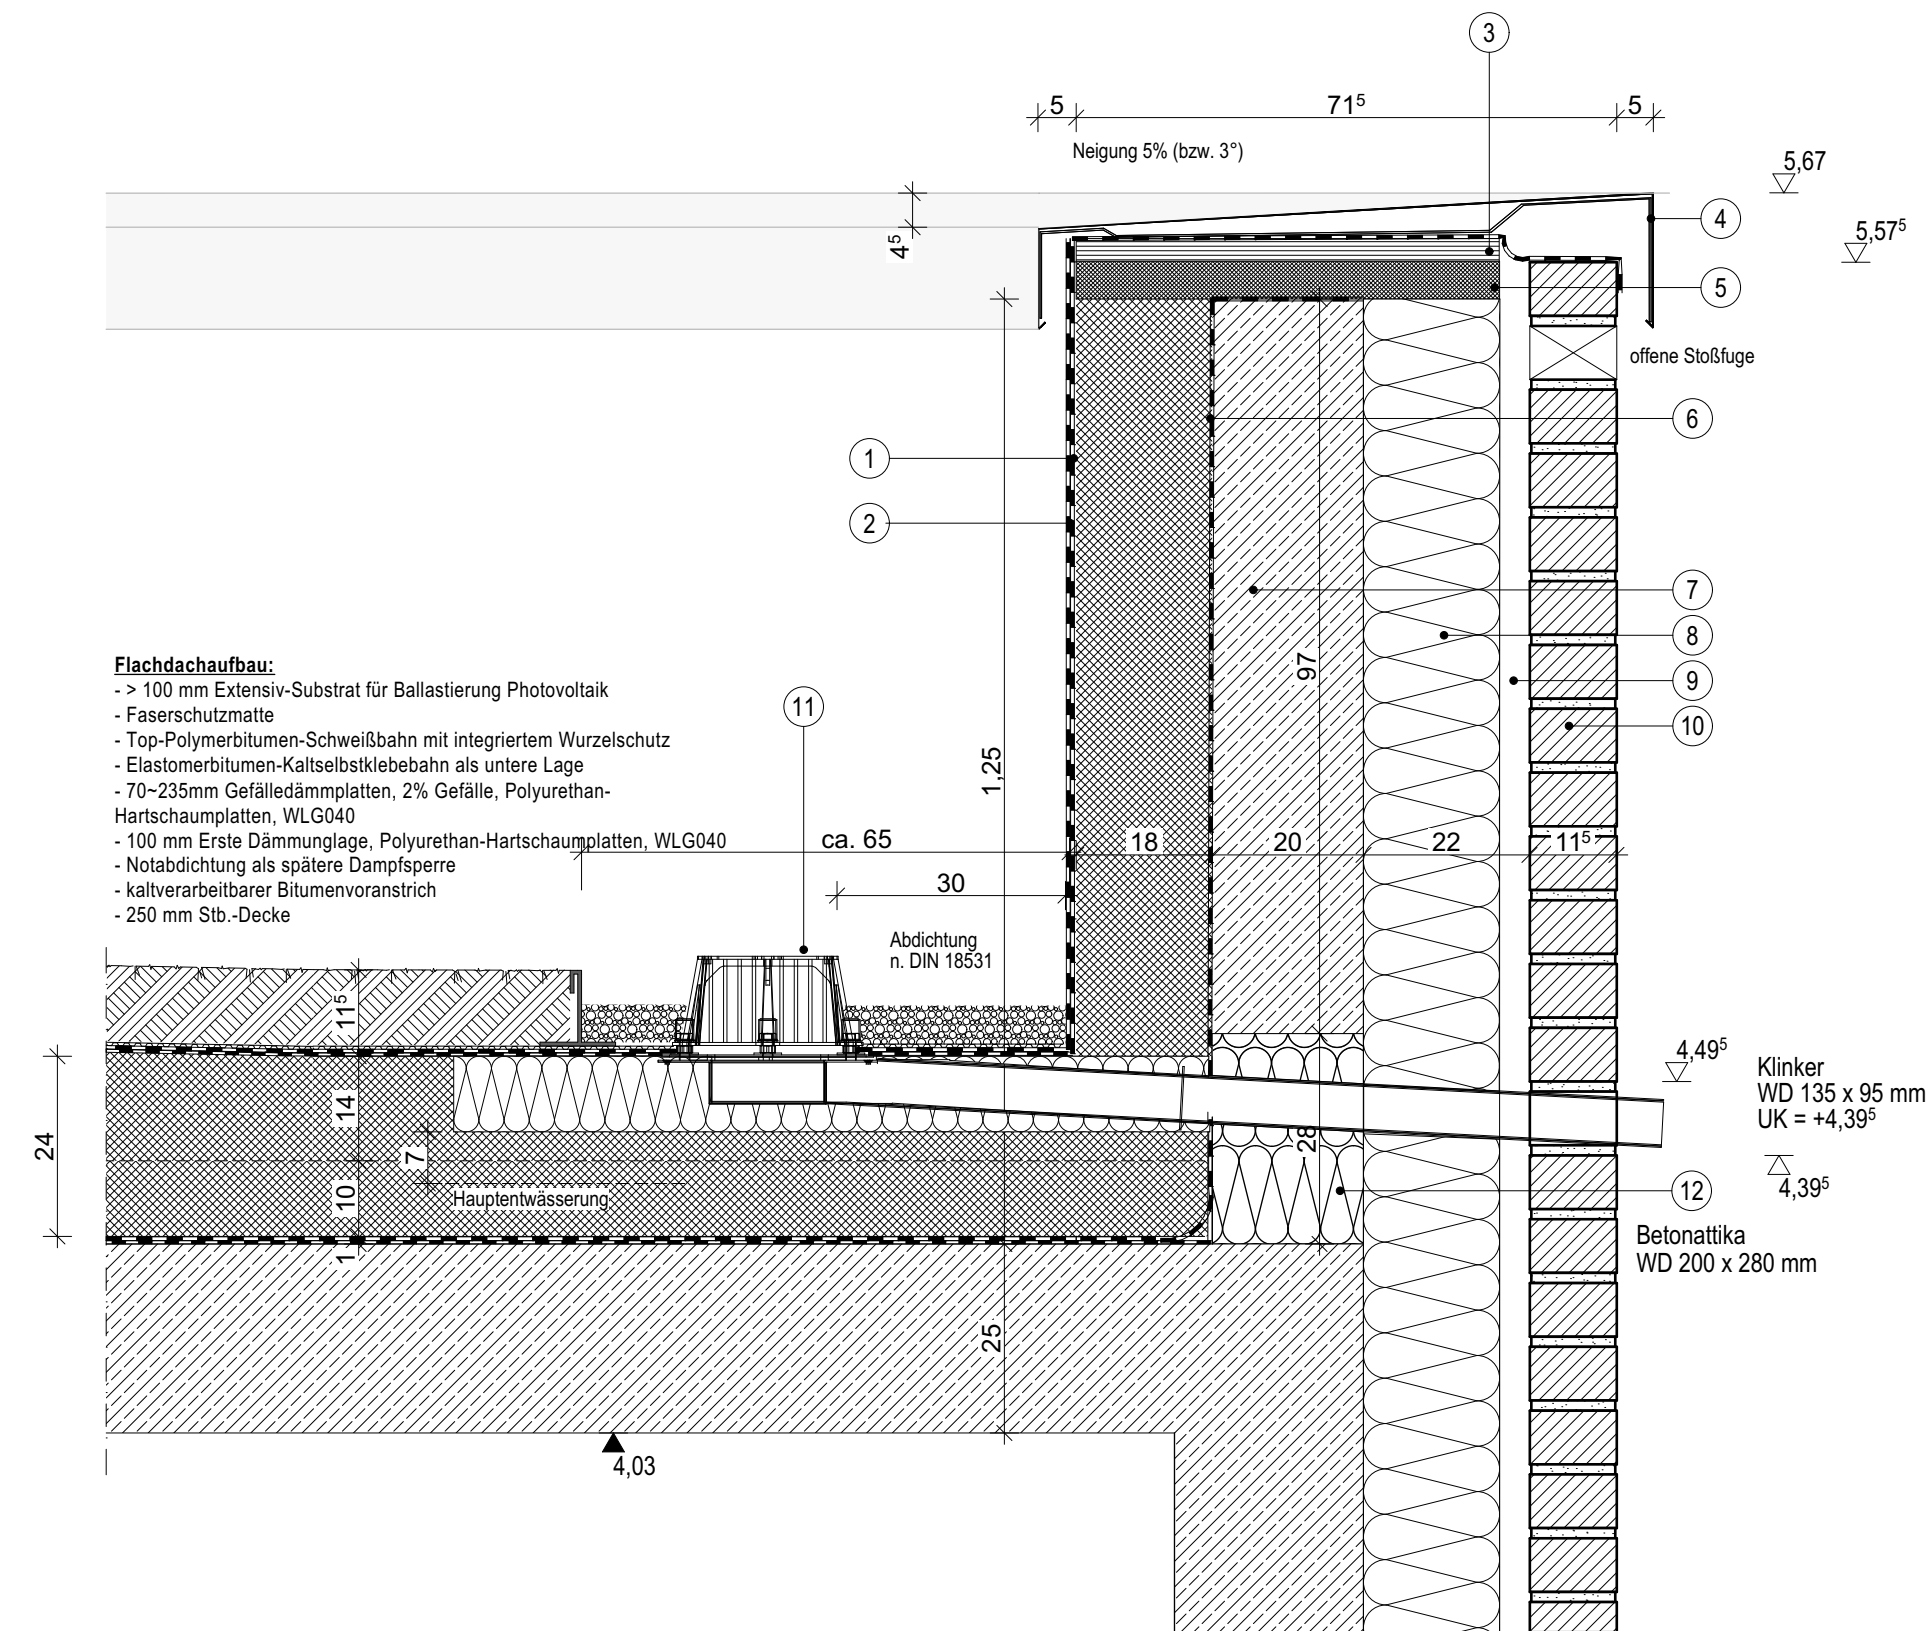 3
5
71⁵
5
Neigung 5% (bzw. 3°)
5,67
4
5,57⁵
4⁵
5
offene Stoßfuge
6
1
2
7
97
8
Flachdachaufbau:
- > 100 mm Extensiv-Substrat für Ballastierung Photovoltaik
- Faserschutzmatte
- Top-Polymerbitumen-Schweißbahn mit integriertem Wurzelschutz
- Elastomerbitumen-Kaltselbstklebebahn als untere Lage
- 70~235mm Gefälledämmplatten, 2% Gefälle, Polyurethan-
Hartschaumplatten, WLG040
- 100 mm Erste Dämmunglage, Polyurethan-Hartschaumplatten, WLG040
- Notabdichtung als spätere Dampfsperre
- kaltverarbeitbarer Bitumenvoranstrich
- 250 mm Stb.-Decke
11
9
10
1,25
ca. 65
18
20
22
11⁵
30
Abdichtung
n. DIN 18531
11⁵
4,49⁵
Klinker
WD 135 x 95 mm
UK = +4,39⁵
14
24
7
28
10
Hauptentwässerung
12
4,39⁵
1
Betonattika
WD 200 x 280 mm
25
4,03